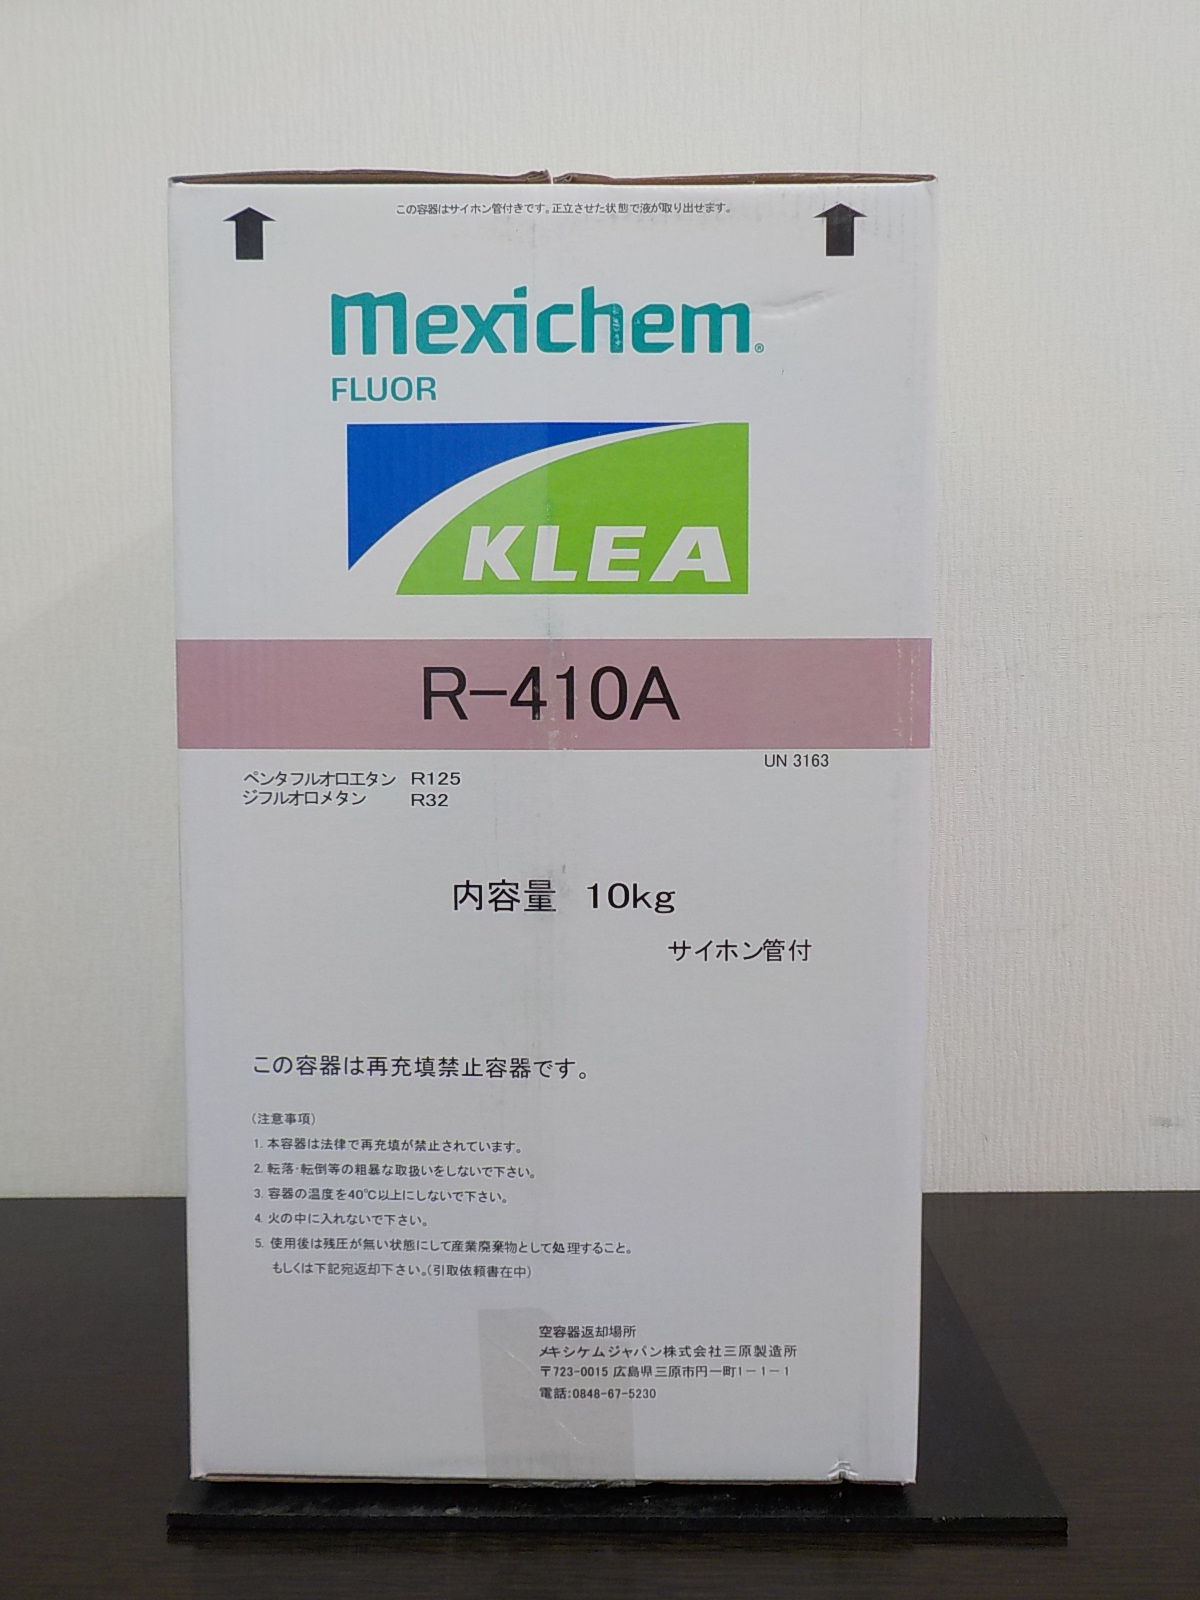 この容器はサイホン管付きです。正立させた状態で液が取り出せます。
mexichem®
FLUOR
KLEA
R-410A
UN 3163
ペンタフルオロエタン R125
ジフルオロメタン R32
内容量 10kg
サイホン管付
この容器は再充填禁止容器です。
(注意事項)
1. 本容器は法律で再充填が禁止されています。
2. 転落・転倒等の粗暴な取扱いをしないで下さい。
3. 容器の温度を40℃以上にしないで下さい。
4. 火の中に入れないで下さい。
5. 使用後は残圧が無い状態にして産業廃棄物として処理すること。
もしくは下記宛返却下さい。(引取依頼書在中)
空容器返却場所
メキシケムジャパン株式会社三原製造所
〒723-0015 広島県三原市円一町1-1-1
電話:0848-67-5230